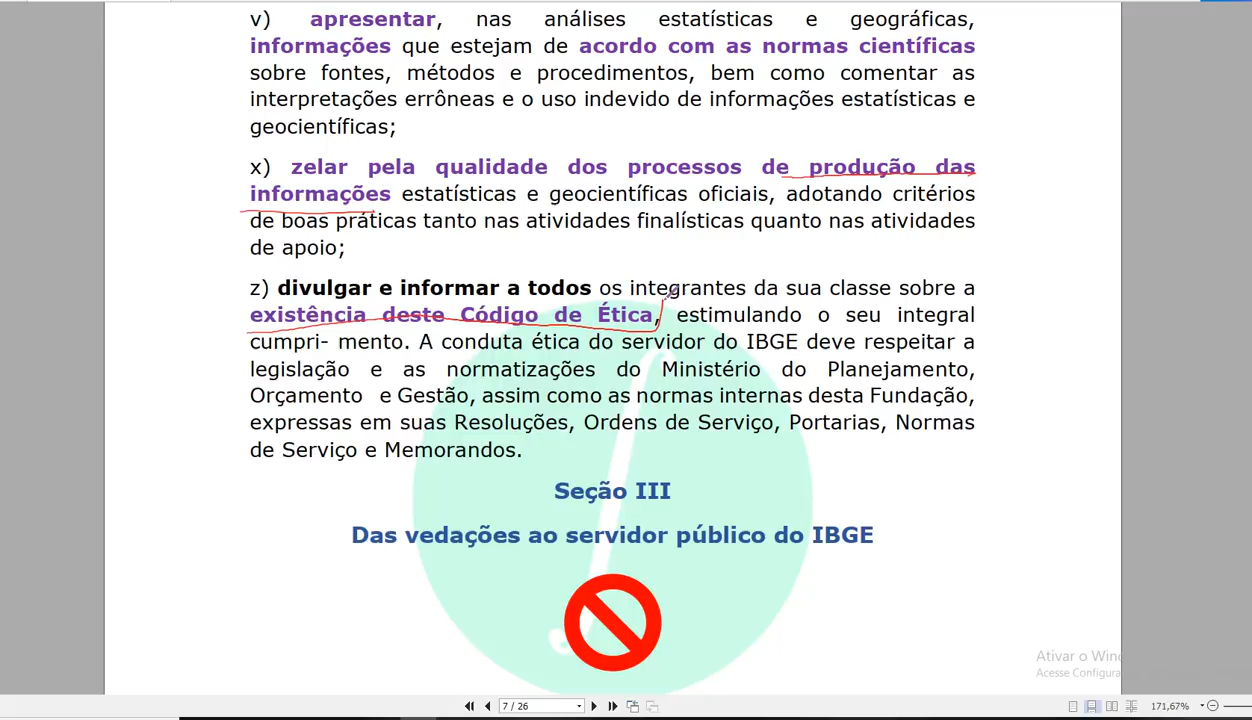 v) apresentar, nas análises estatísticas e geográficas,
informações que estejam de acordo com as normas científicas
sobre fontes, métodos e procedimentos, bem como comentar as
interpretações errôneas e o uso indevido de informações estatísticas e
geocientíficas;
x) zelar pela qualidade dos processos de produção das
informações estatísticas e geocientíficas oficiais, adotando critérios
de boas práticas tanto nas atividades finalísticas quanto nas atividades
de apoio;
z) divulgar e informar a todos os integrantes da sua classe sobre a
existência deste Código de Ética, estimulando o seu integral
cumpri- mento. A conduta ética do servidor do IBGE deve respeitar a
legislação e as normatizações do Ministério do Planejamento,
Orçamento e Gestão, assim como as normas internas desta Fundação,
expressas em suas Resoluções, Ordens de Serviço, Portarias, Normas
de Serviço e Memorandos.
Seção III
Das vedações ao servidor público do IBGE
Ativar o Win
Acesse Configura
7 / 26
171,67%